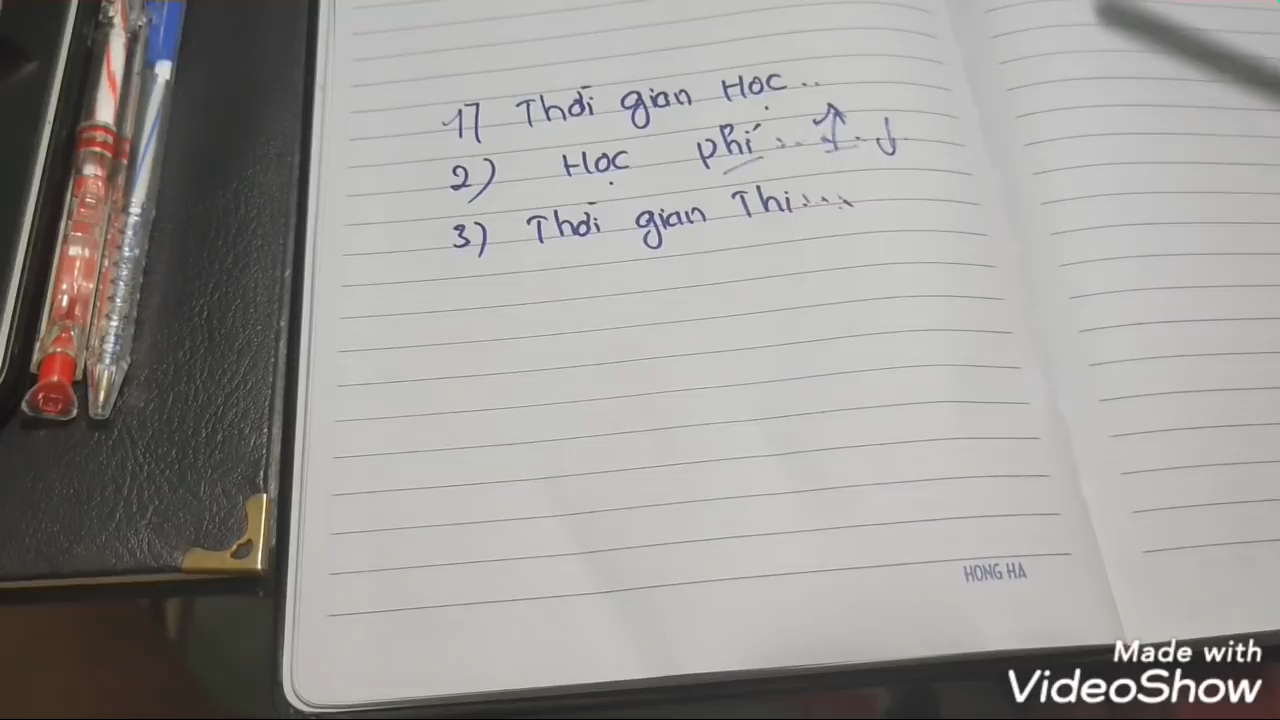 1) Thời gian Học...
2) Học phí... ↑. ↓
3) Thời gian Thi....
HONG HA
Made with
VideoShow